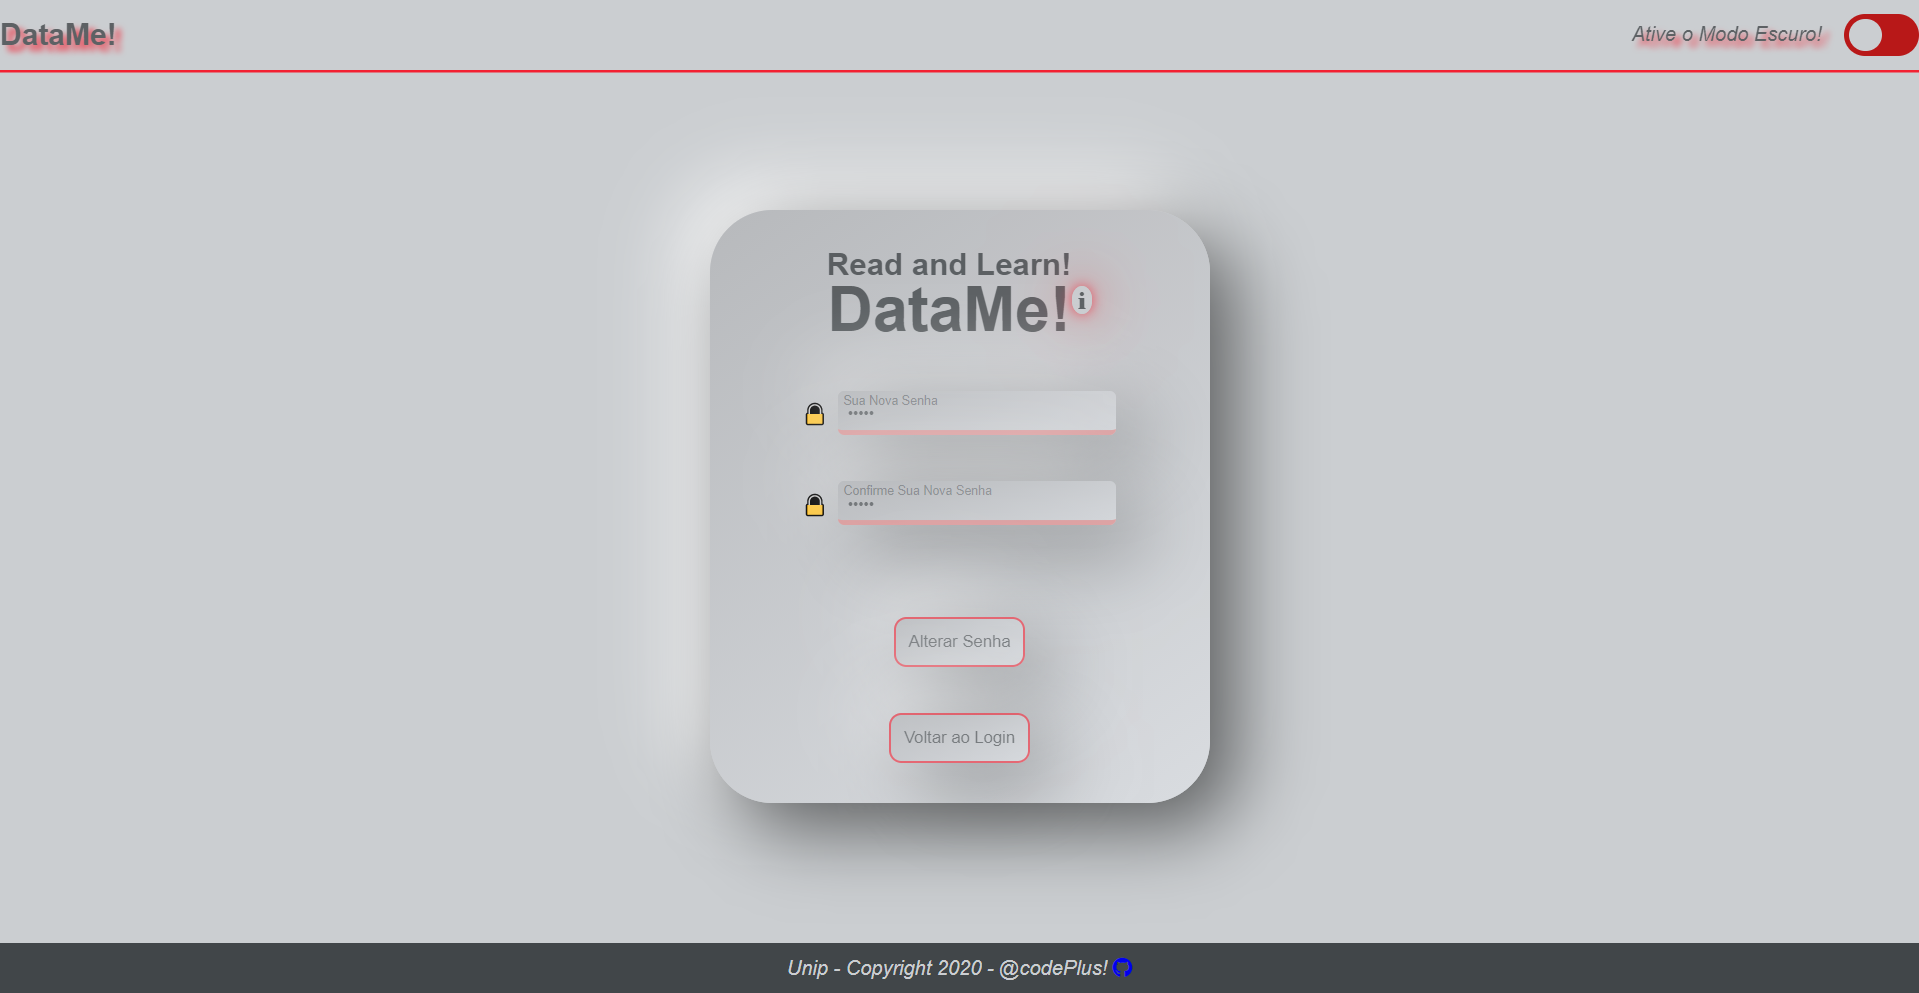 DataMe!
Ative o Modo Escuro!
Read and Learn!
DataMe! i
Sua Nova Senha
•••••
Confirme Sua Nova Senha
•••••
Alterar Senha
Voltar ao Login
Unip - Copyright 2020 - @codePlus!